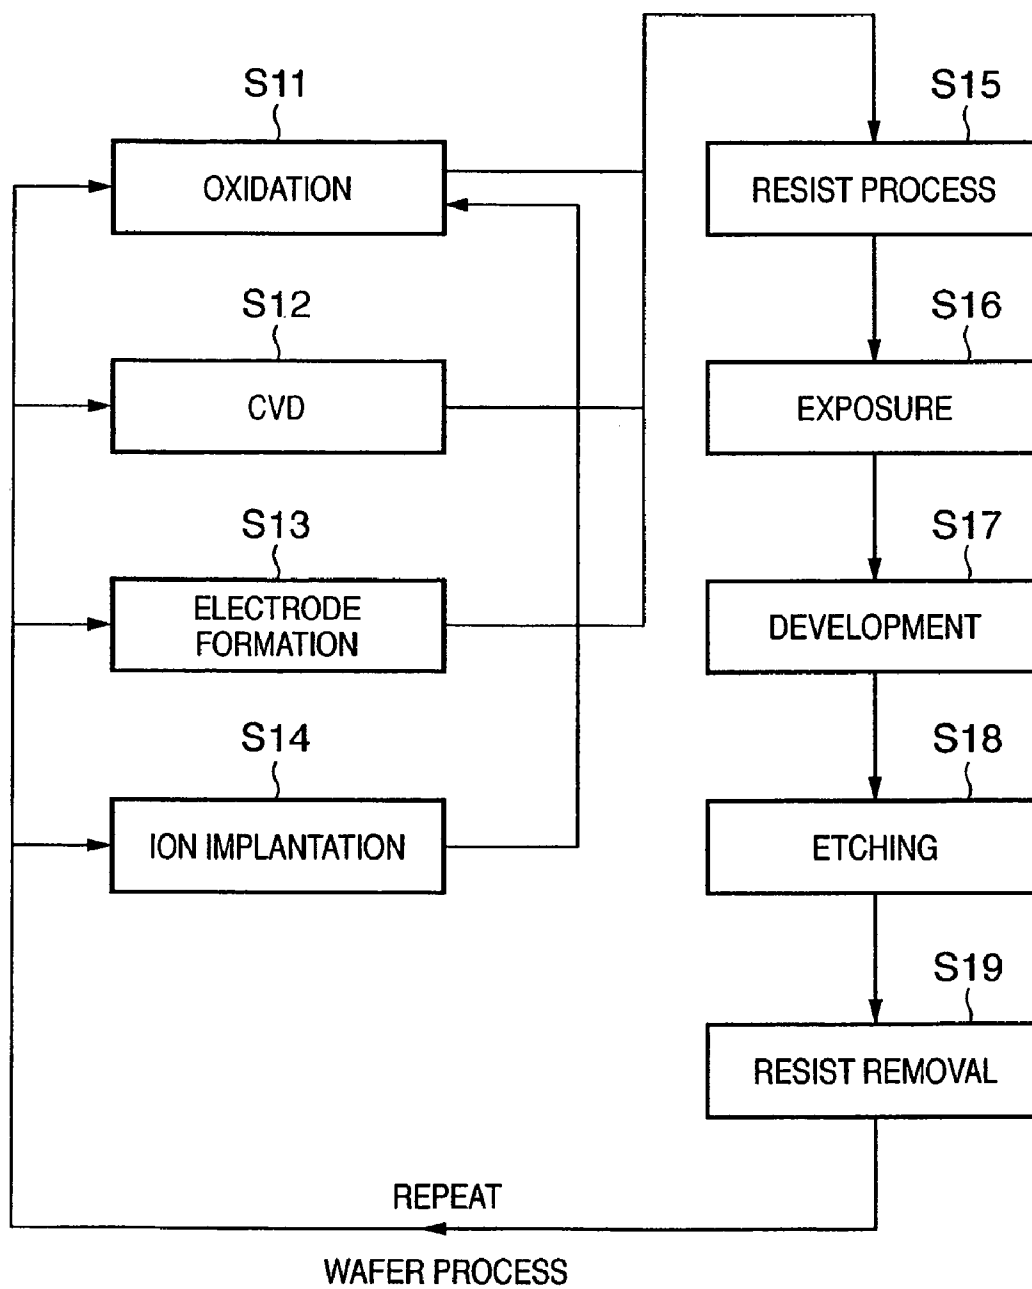 S11
OXIDATION
S12
CVD
S13
ELECTRODE
FORMATION
S14
ION IMPLANTATION
S15
RESIST PROCESS
S16
EXPOSURE
S17
DEVELOPMENT
S18
ETCHING
S19
RESIST REMOVAL
REPEAT
WAFER PROCESS